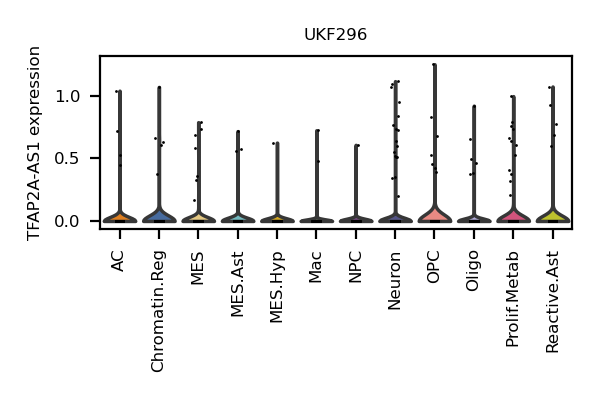 UKF296
TFAP2A-AS1 expression
1.0
0.5
0.0
AC
Chromatin.Reg
MES
MES.Ast
MES.Hyp
Mac
NPC
Neuron
OPC
Oligo
Prolif.Metab
Reactive.Ast